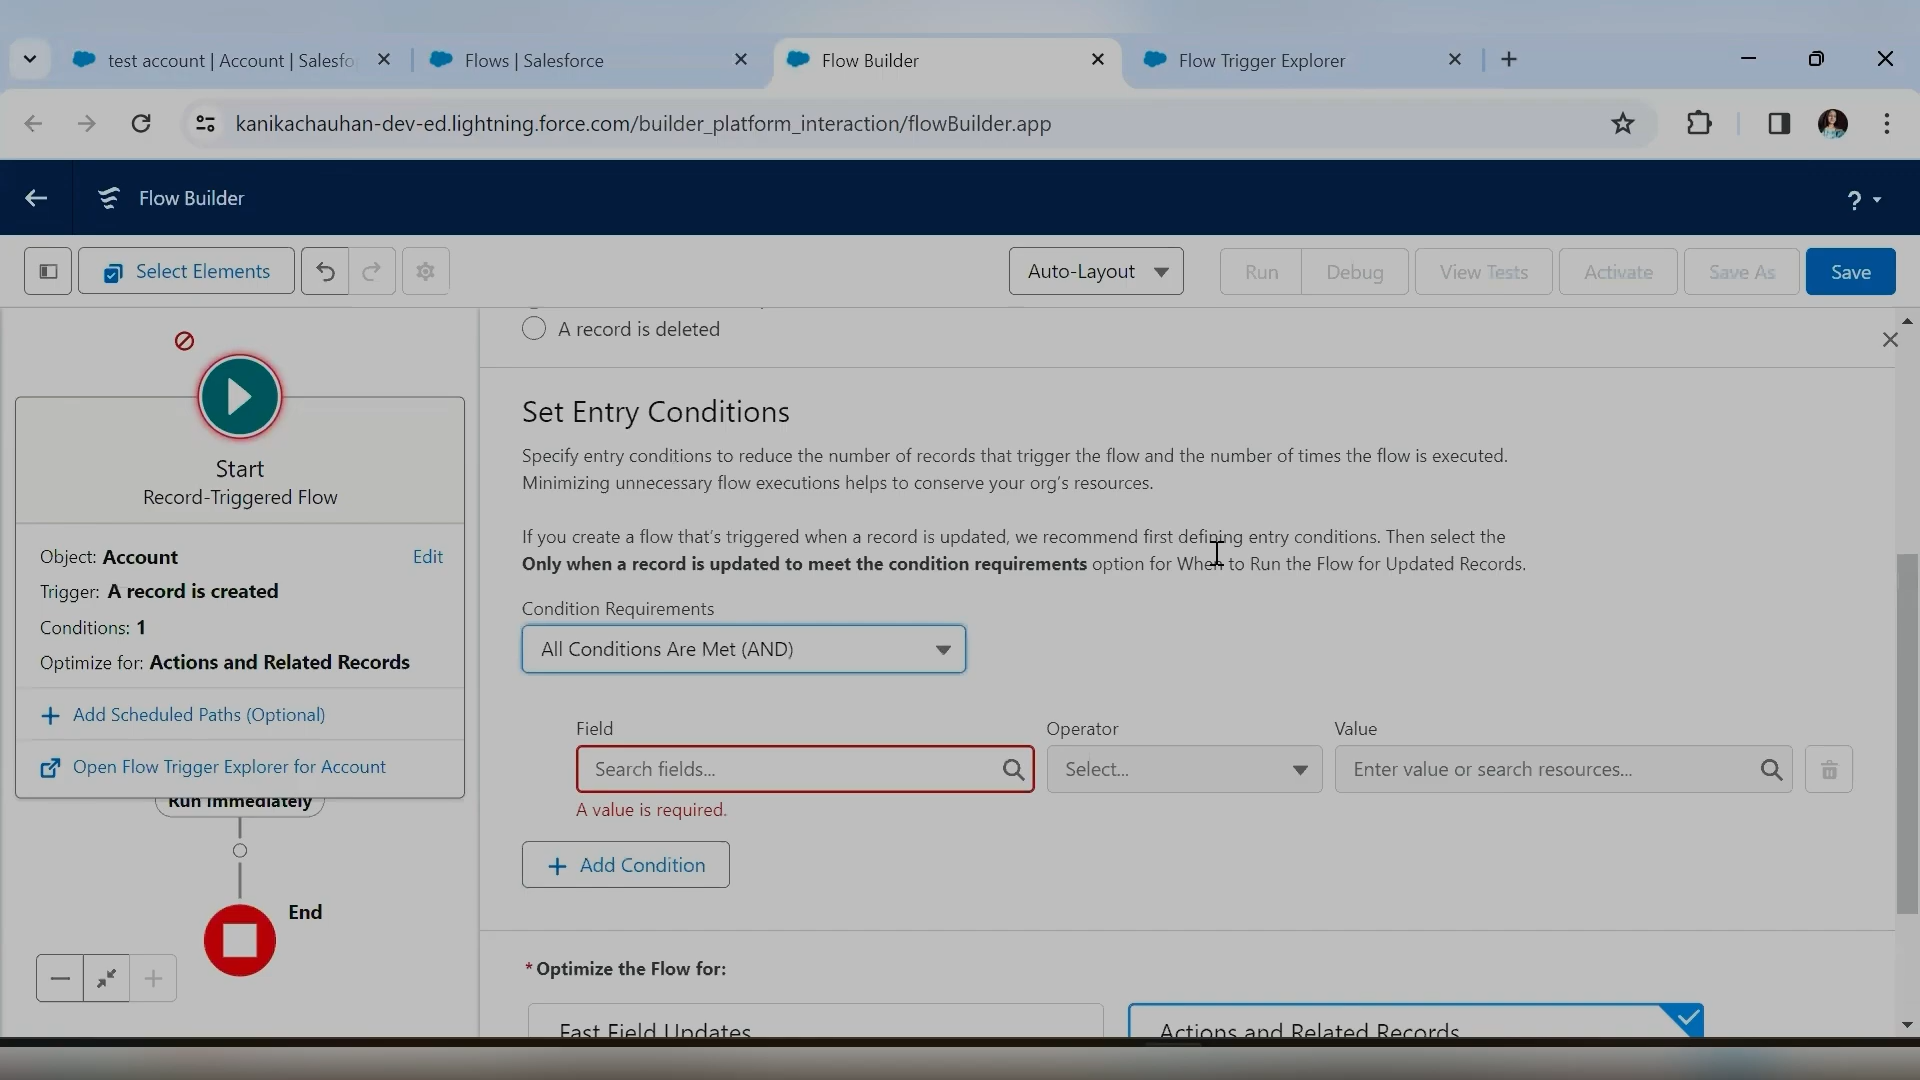 test account | Account | Salesfo
Flows | Salesforce
Flow Builder
Flow Trigger Explorer
kanikachauhan-dev-ed.lightning.force.com/builder_platform_interaction/flowBuilder.app
Flow Builder
?
Select Elements
Auto-Layout
Run
Debug
View Tests
Activate
Save As
Save
A record is deleted
Start
Record-Triggered Flow
Object: Account
Edit
Trigger: A record is created
Conditions: 1
Optimize for: Actions and Related Records
Add Scheduled Paths (Optional)
Open Flow Trigger Explorer for Account
Run Immediately
End
Set Entry Conditions
Specify entry conditions to reduce the number of records that trigger the flow and the number of times the flow is executed.
Minimizing unnecessary flow executions helps to conserve your org's resources.
If you create a flow that's triggered when a record is updated, we recommend first defining entry conditions. Then select the
Only when a record is updated to meet the condition requirements option for When to Run the Flow for Updated Records.
Condition Requirements
All Conditions Are Met (AND)
Field
Operator
Value
Search fields...
Select...
Enter value or search resources...
A value is required.
Add Condition
*Optimize the Flow for:
Fast Field Updates
Actions and Related Records